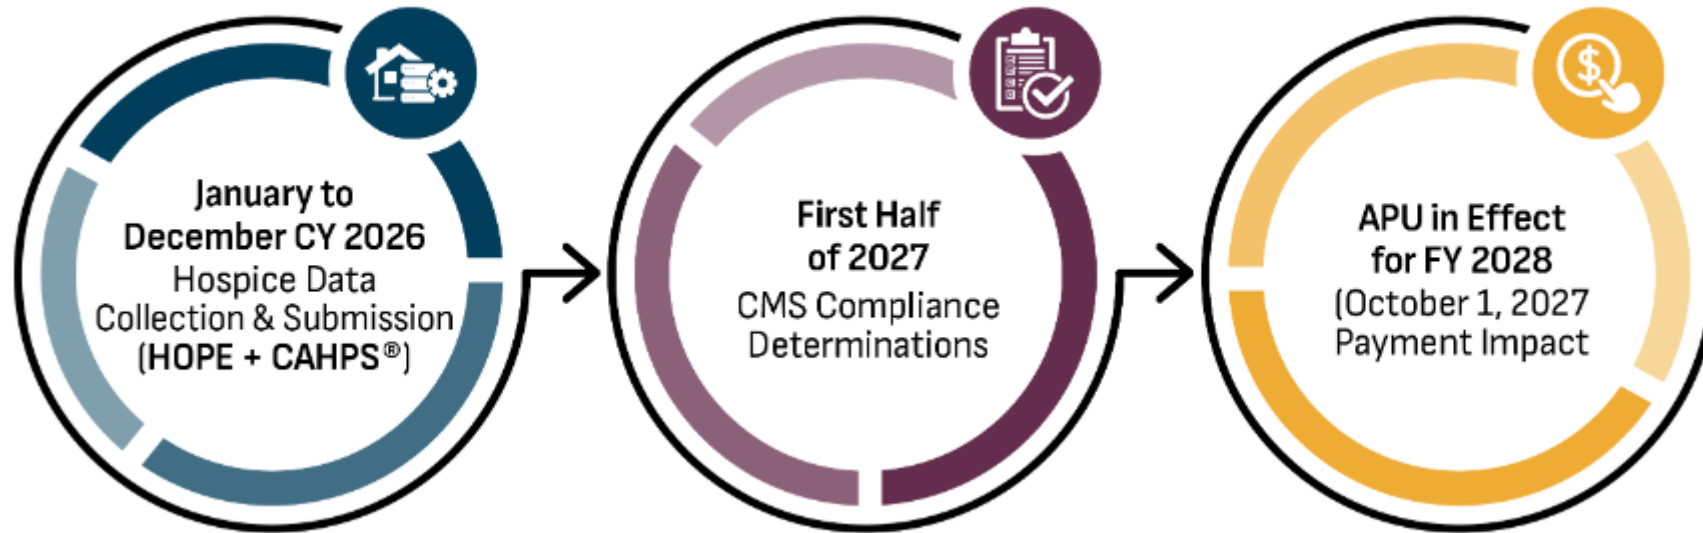 January to
December CY 2026
Hospice Data
Collection & Submission
(HOPE + CAHPS®)
First Half
of 2027
CMS Compliance
Determinations
APU in Effect
for FY 2028
(October 1, 2027
Payment Impact
$